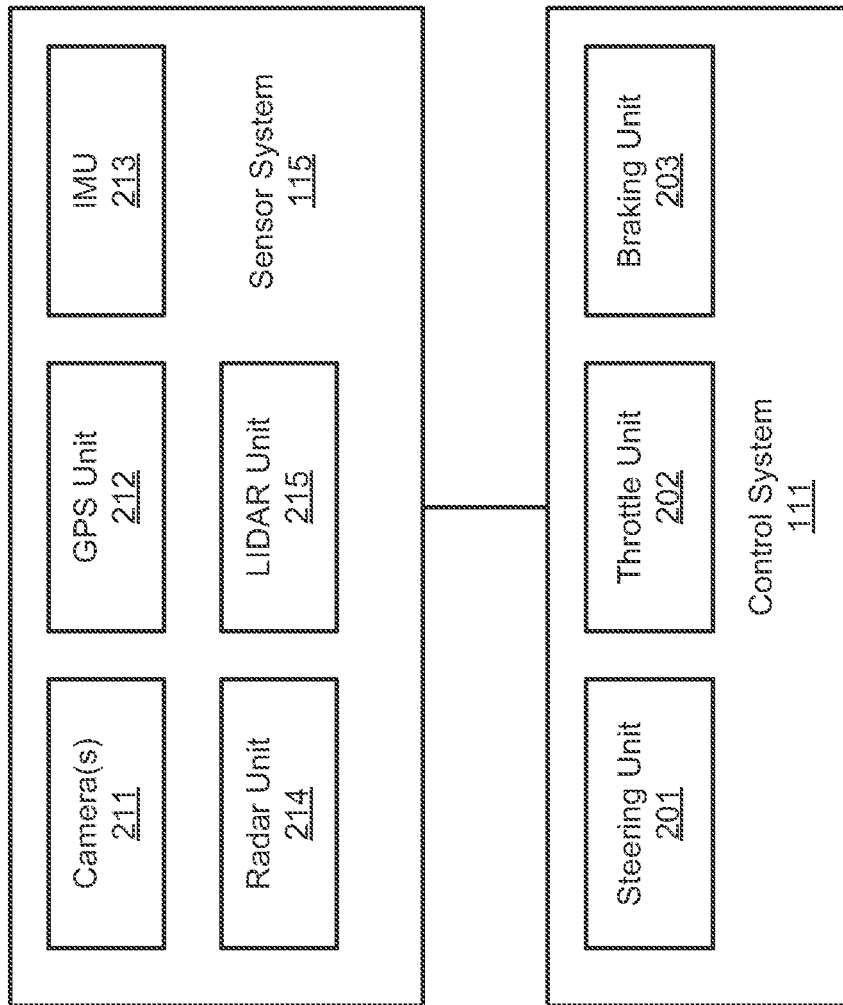 Camera(s)
211
GPS Unit
212
IMU
213
Radar Unit
214
LIDAR Unit
215
Sensor System
115
Steering Unit
201
Throttle Unit
202
Braking Unit
203
Control System
111